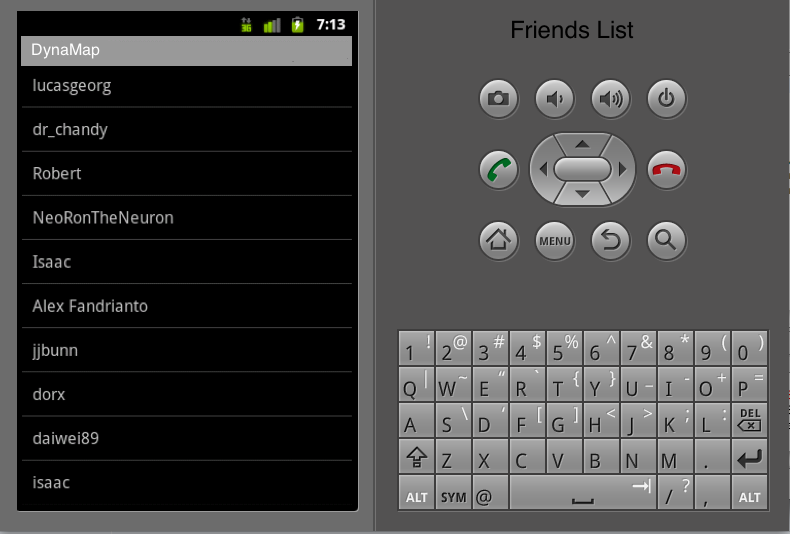 3G 7:13
DynaMap
lucasgeorg
dr_chandy
Robert
NeoRonTheNeuron
Isaac
Alex Fandrianto
jjbunn
dorx
daiwei89
isaac
Friends List
MENU
1 ! 2 @ 3 # 4 $ 5 % 6 ^ 7 & 8 * 9 ( 0 )
Q | W ~ E " R ` T { Y } U _ I - O + P =
A S \ D ' F [ G ] H < J > K ; L : DEL
Z X C V B N M .
ALT SYM @ / ? , ALT